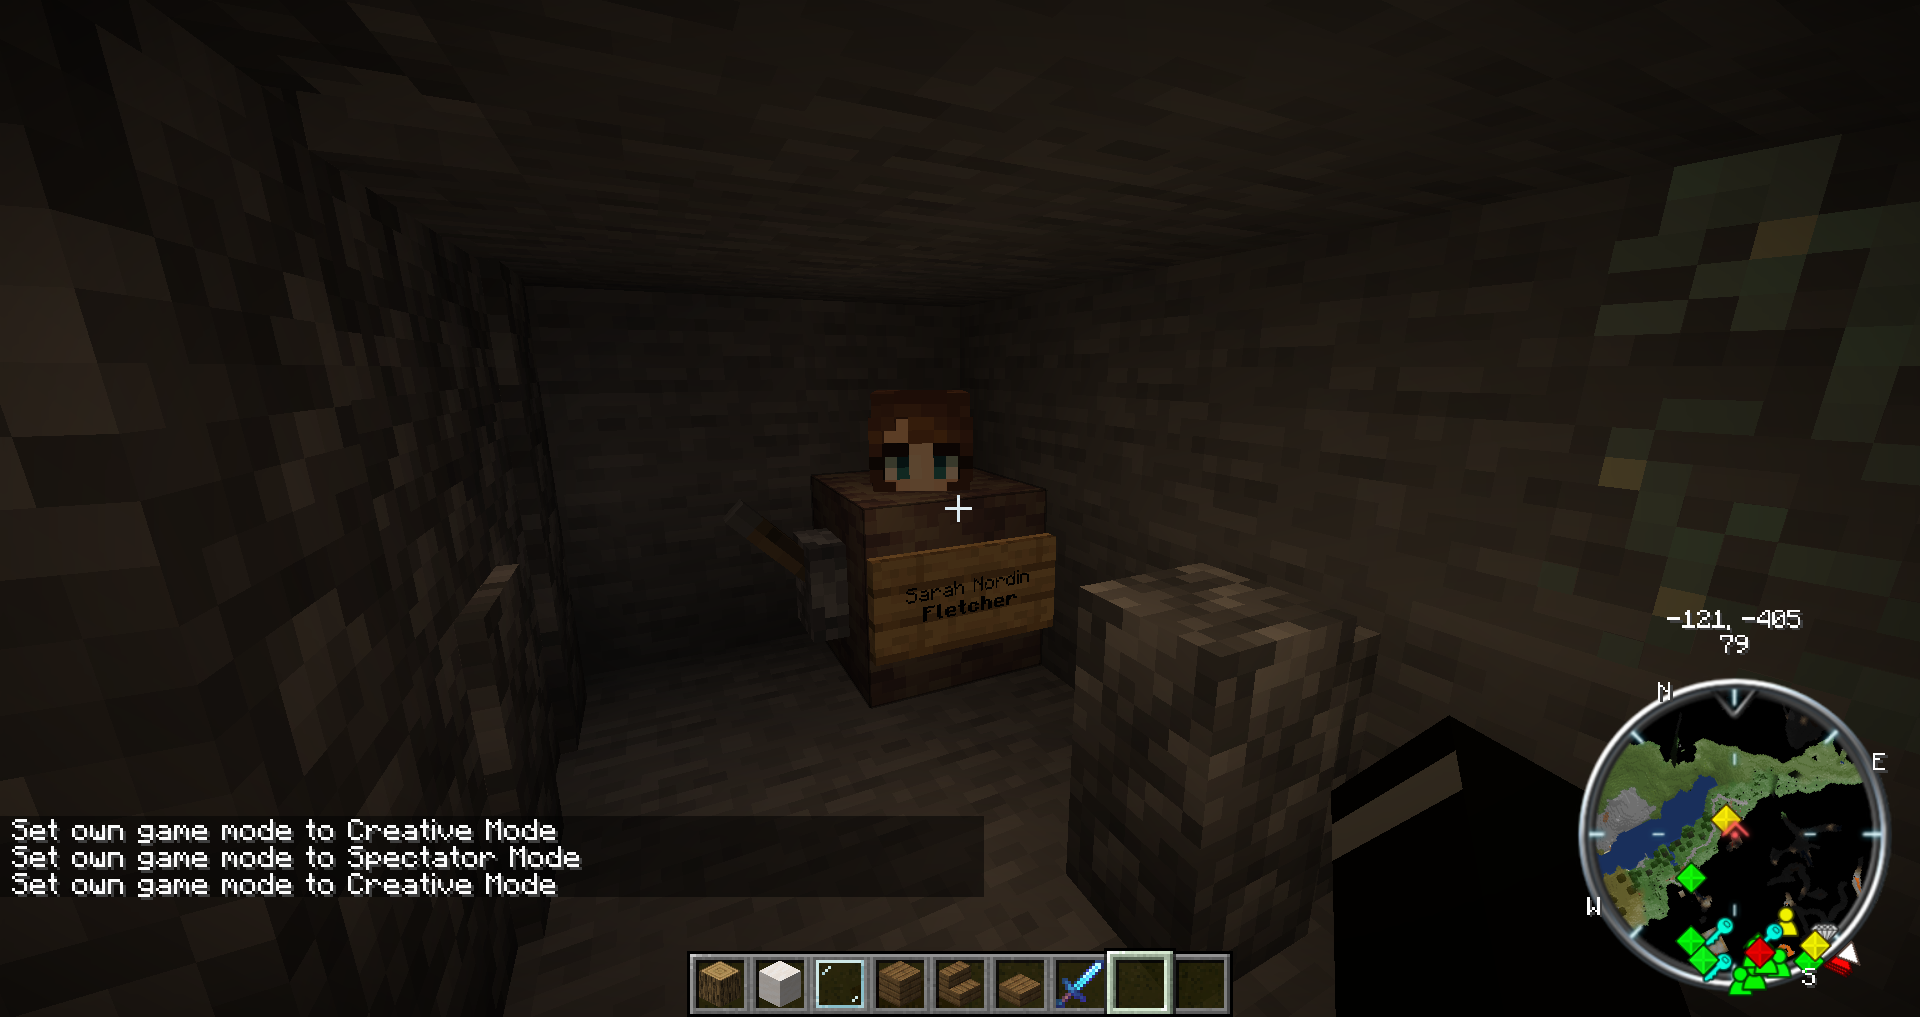 Sarah Nordin
Fletcher
-121, -405
79
N
E
W
S
Set own game mode to Creative Mode
Set own game mode to Spectator Mode
Set own game mode to Creative Mode